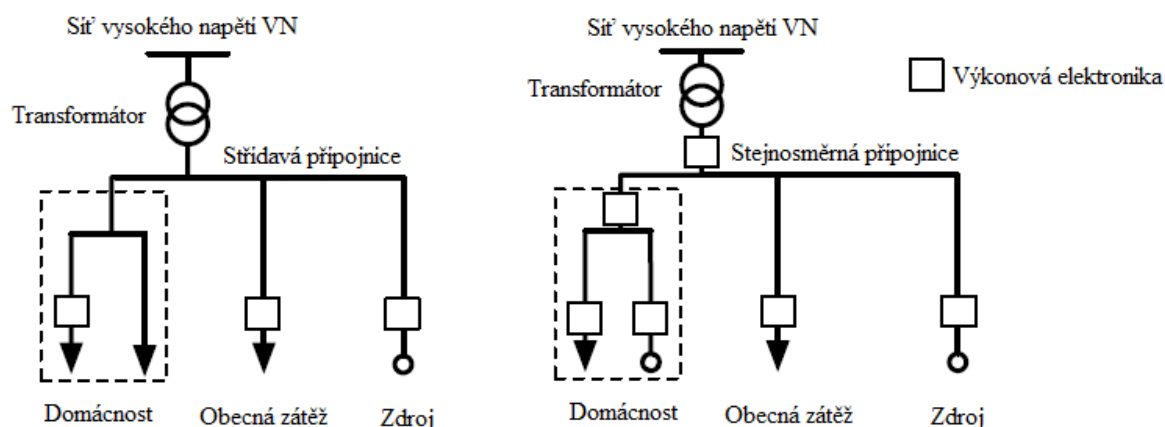 Síť vysokého napětí VN
Transformátor
Střídavá přípojnice
Domácnost
Obecná zátěž
Zdroj
Síť vysokého napětí VN
Transformátor
Výkonová elektronika
Stejnosměrná přípojnice
Domácnost
Obecná zátěž
Zdroj